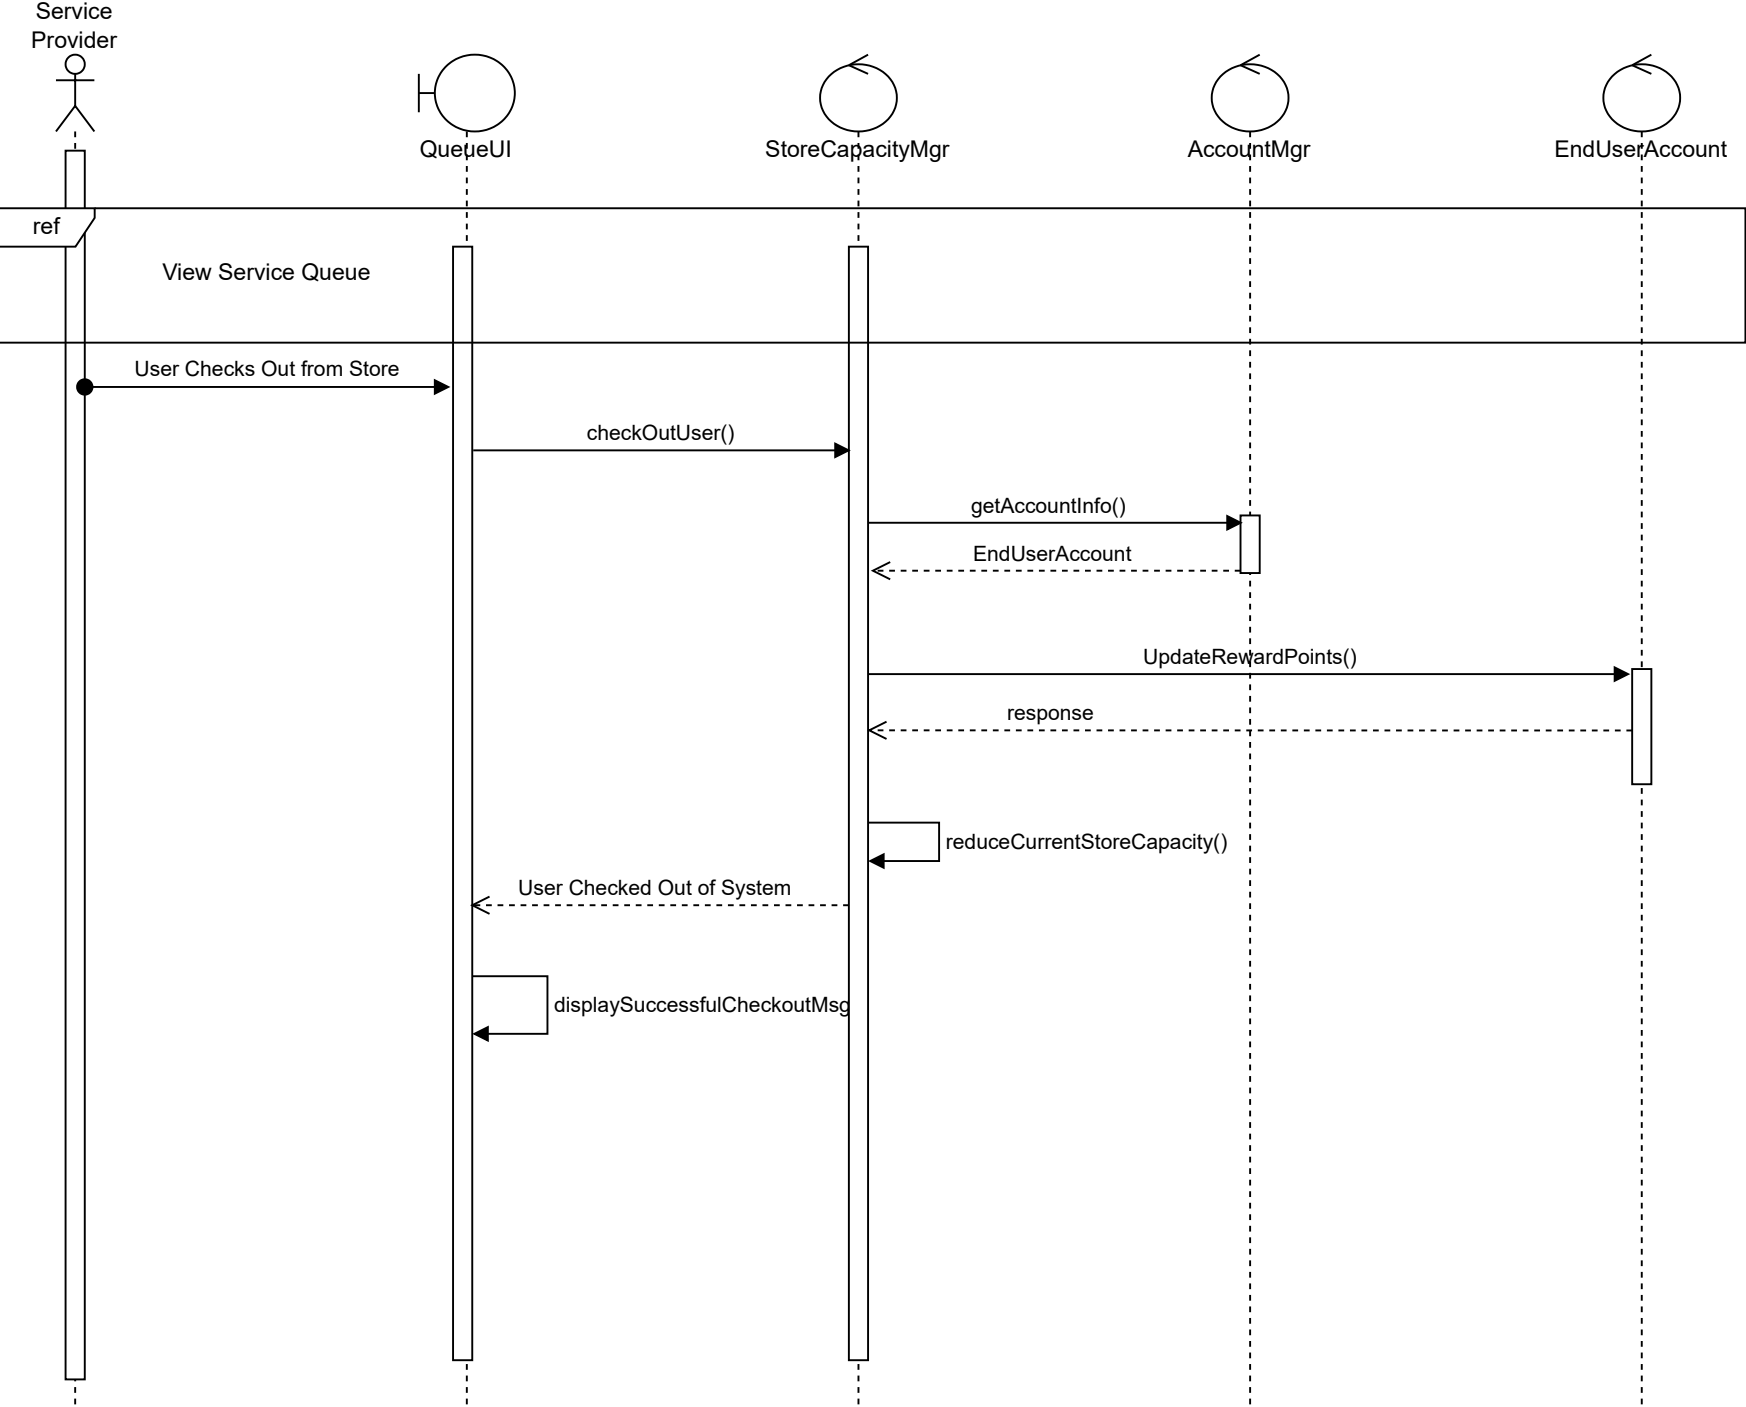 Service
Provider
QueueUI
StoreCapacityMgr
AccountMgr
EndUserAccount
ref
View Service Queue
User Checks Out from Store
checkOutUser()
getAccountInfo()
EndUserAccount
UpdateRewardPoints()
response
reduceCurrentStoreCapacity()
User Checked Out of System
displaySuccessfulCheckoutMsg